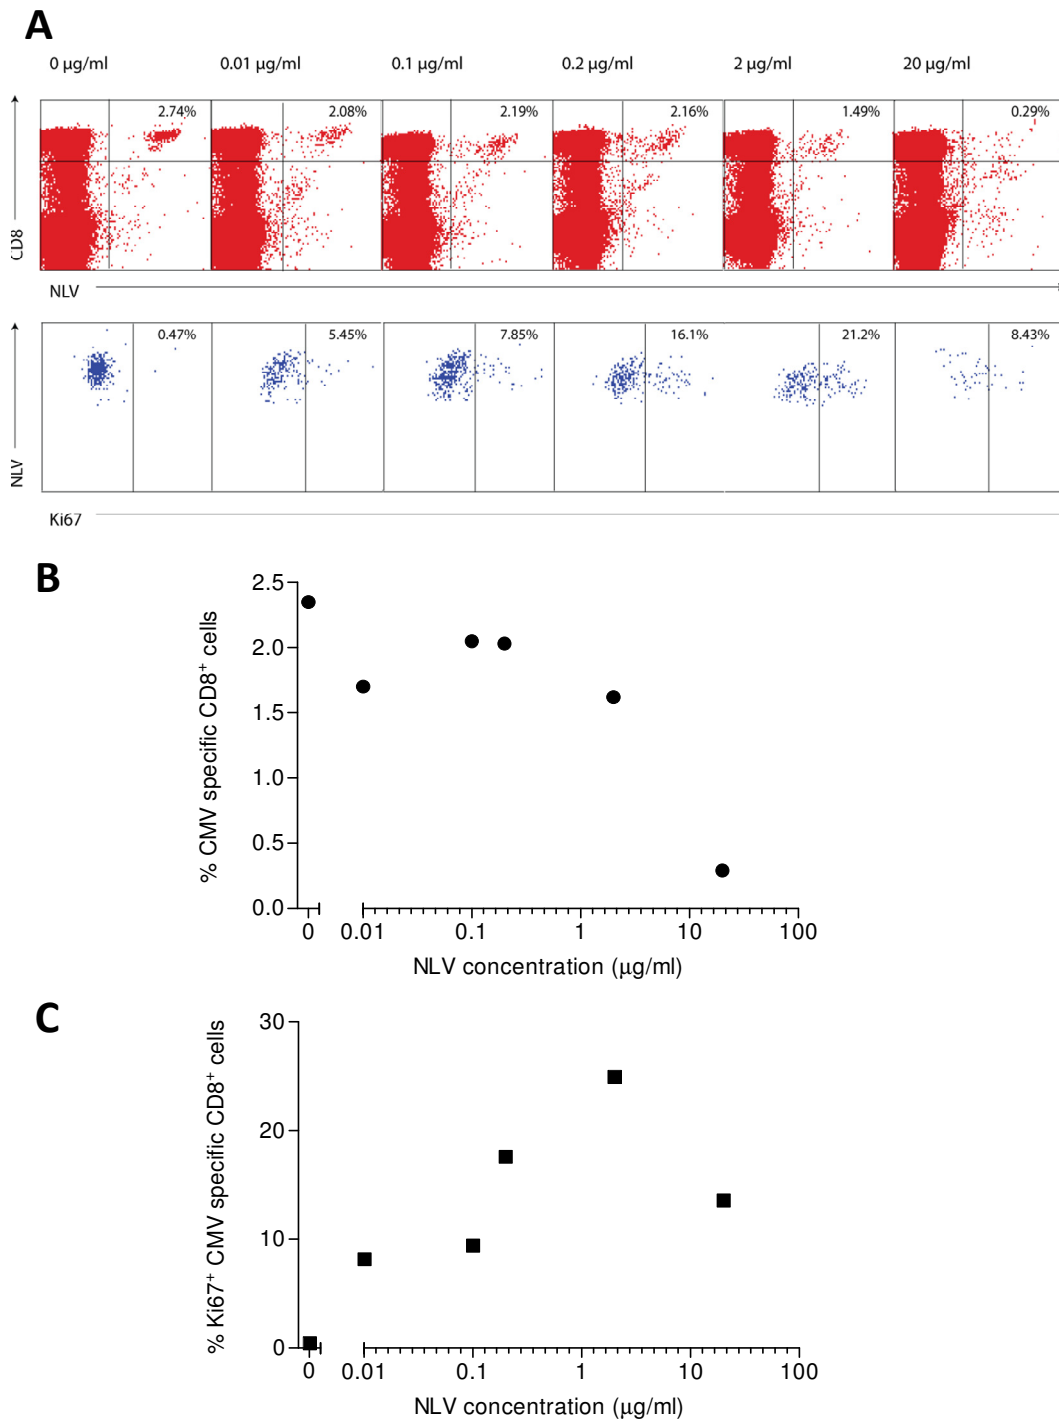 A
0 µg/ml 0.01 µg/ml 0.1 µg/ml 0.2 µg/ml 2 µg/ml 20 µg/ml
2.74% 2.08% 2.19% 2.16% 1.49% 0.29%
CD8
NLV
0.47% 5.45% 7.85% 16.1% 21.2% 8.43%
NLV
Ki67
B
% CMV specific CD8+ cells
2.5
2.0
1.5
1.0
0.5
0.0
0 0.01 0.1 1 10 100
NLV concentration (µg/ml)
C
% Ki67+ CMV specific CD8+ cells
30
20
10
0
0 0.01 0.1 1 10 100
NLV concentration (µg/ml)